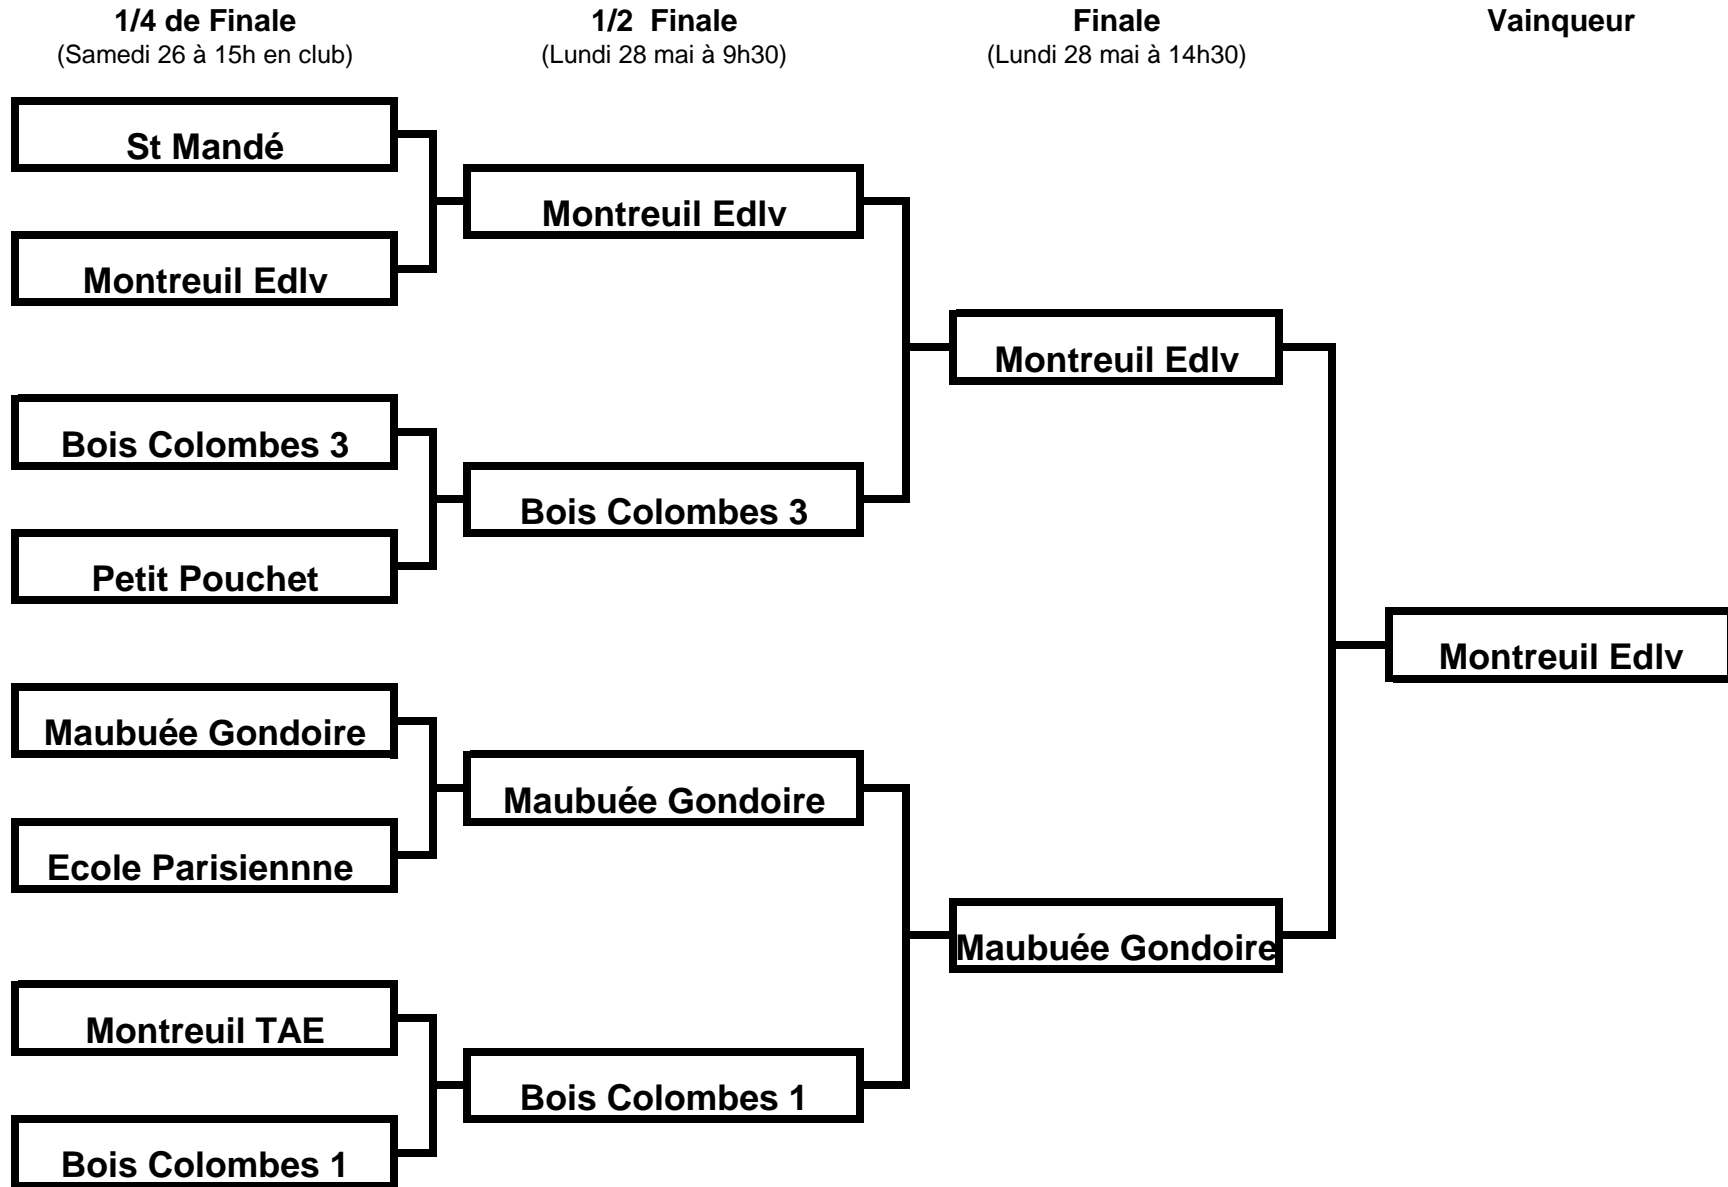 1/4 de Finale
(Samedi 26 à 15h en club)
1/2 Finale
(Lundi 28 mai à 9h30)
Finale
(Lundi 28 mai à 14h30)
Vainqueur
St Mandé
Montreuil Edlv
Bois Colombes 3
Petit Pouchet
Maubuée Gondoire
Ecole Parisiennne
Montreuil TAE
Bois Colombes 1
Montreuil Edlv
Bois Colombes 3
Maubuée Gondoire
Bois Colombes 1
Montreuil Edlv
Maubuée Gondoire
Montreuil Edlv